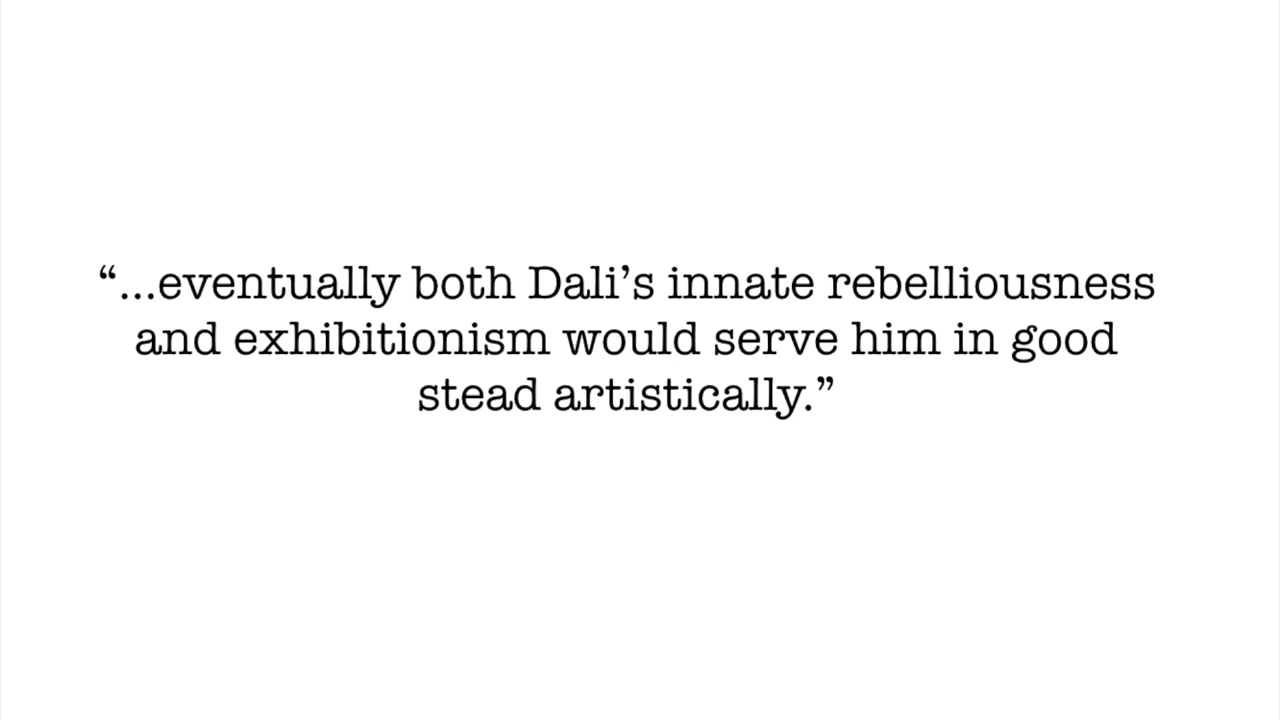 “...eventually both Dali’s innate rebelliousness
and exhibitionism would serve him in good
stead artistically.”